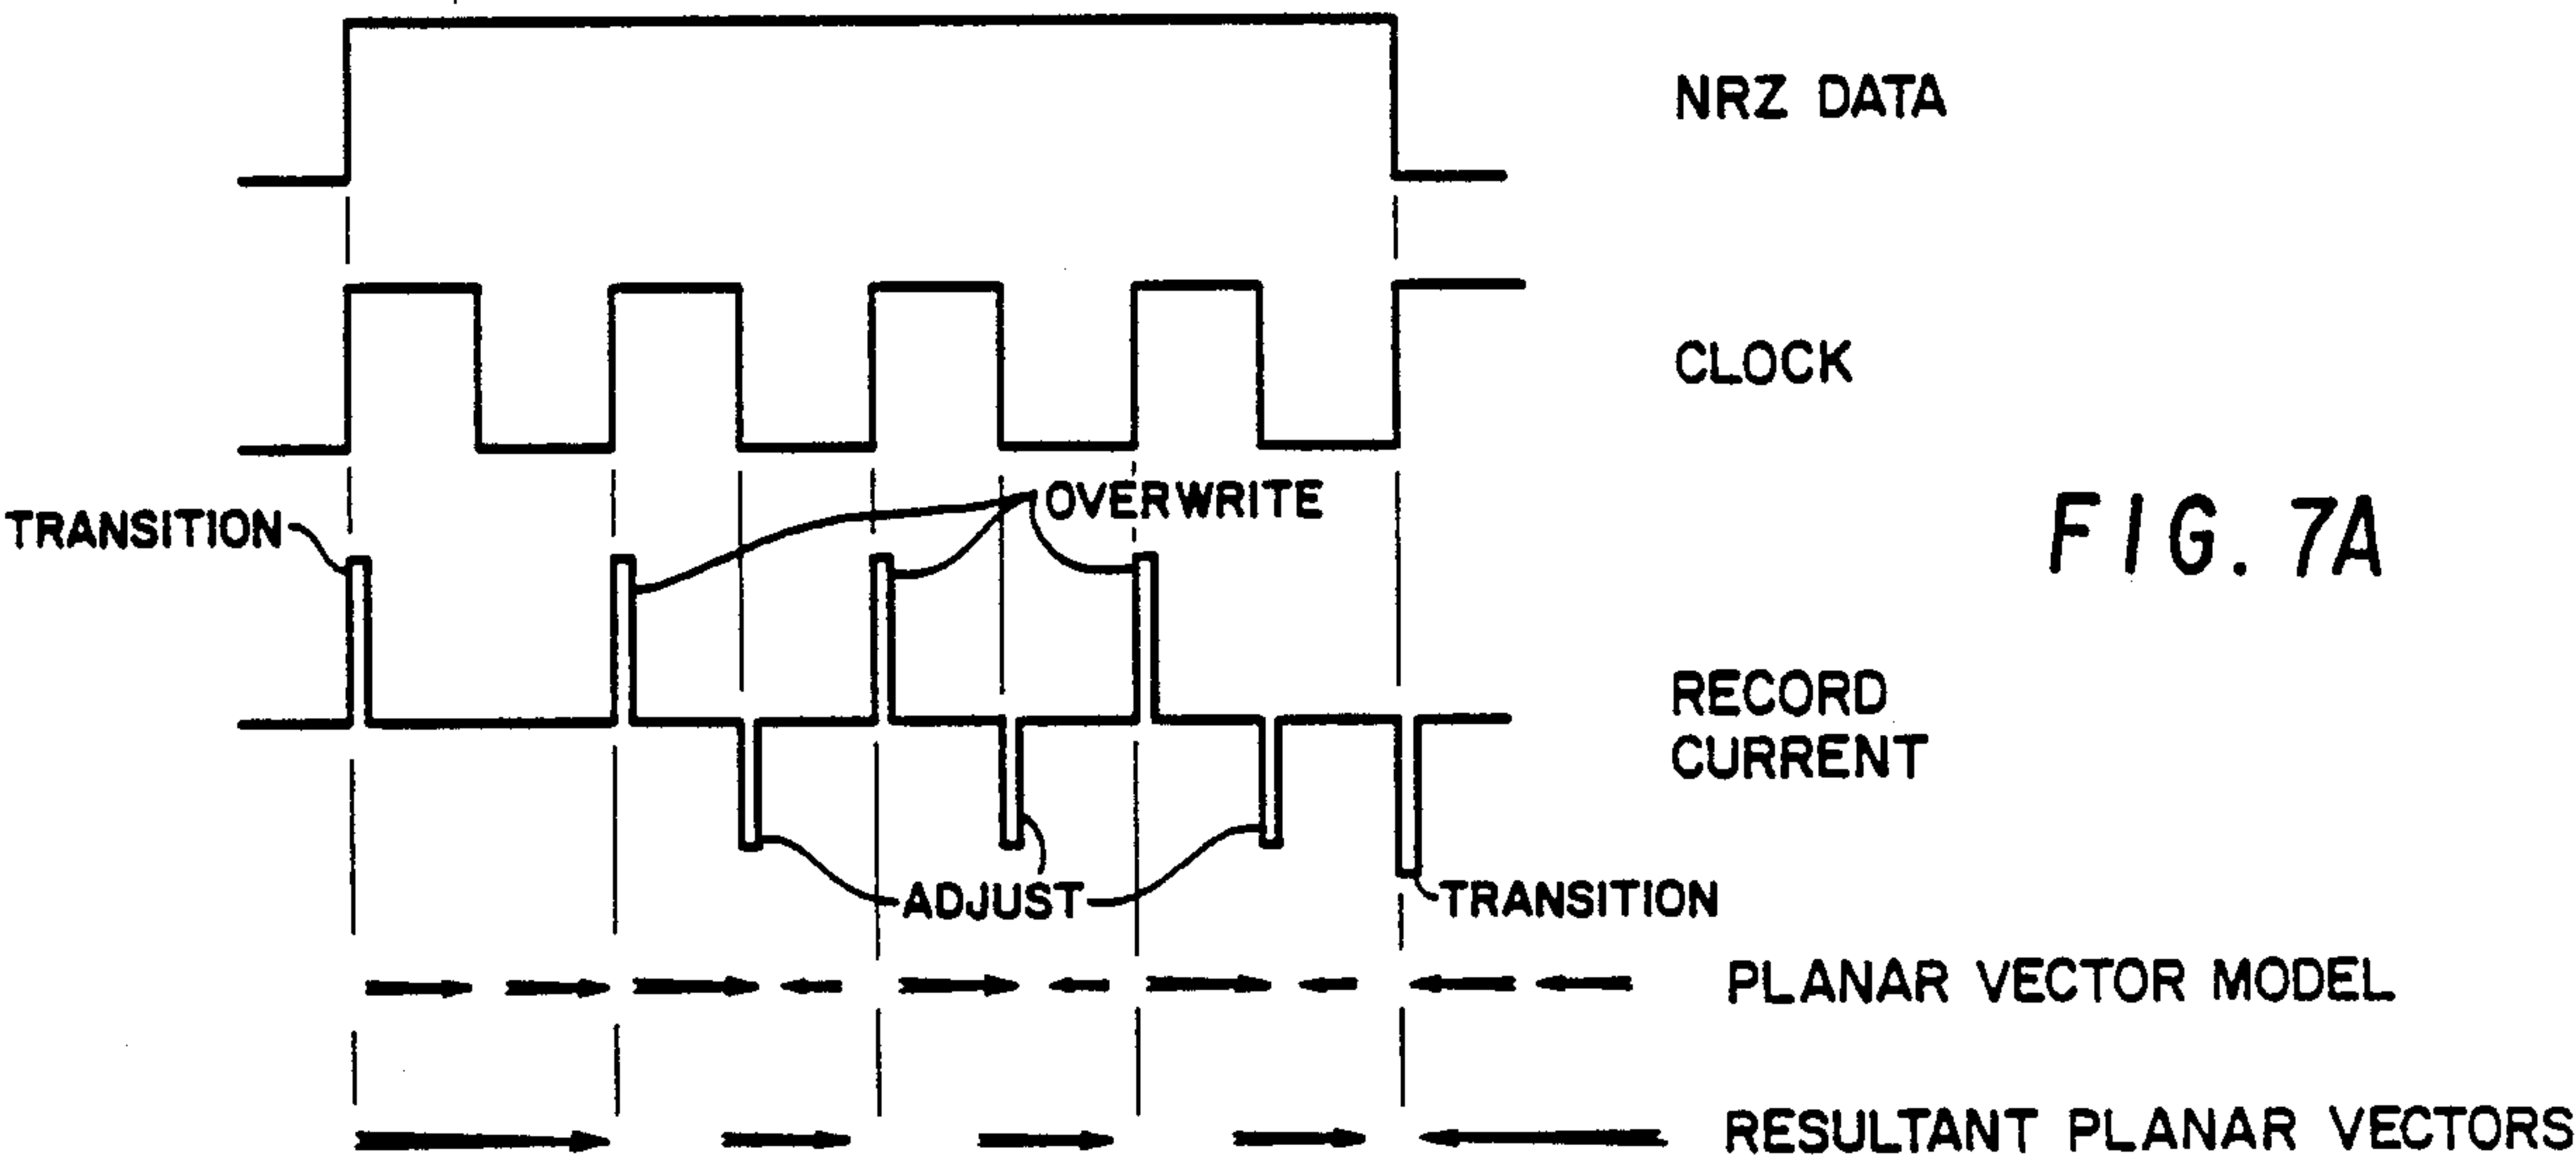 NRZ DATA
CLOCK
TRANSITION
OVERWRITE
FIG. 7A
RECORD
CURRENT
ADJUST
TRANSITION
PLANAR VECTOR MODEL
RESULTANT PLANAR VECTORS